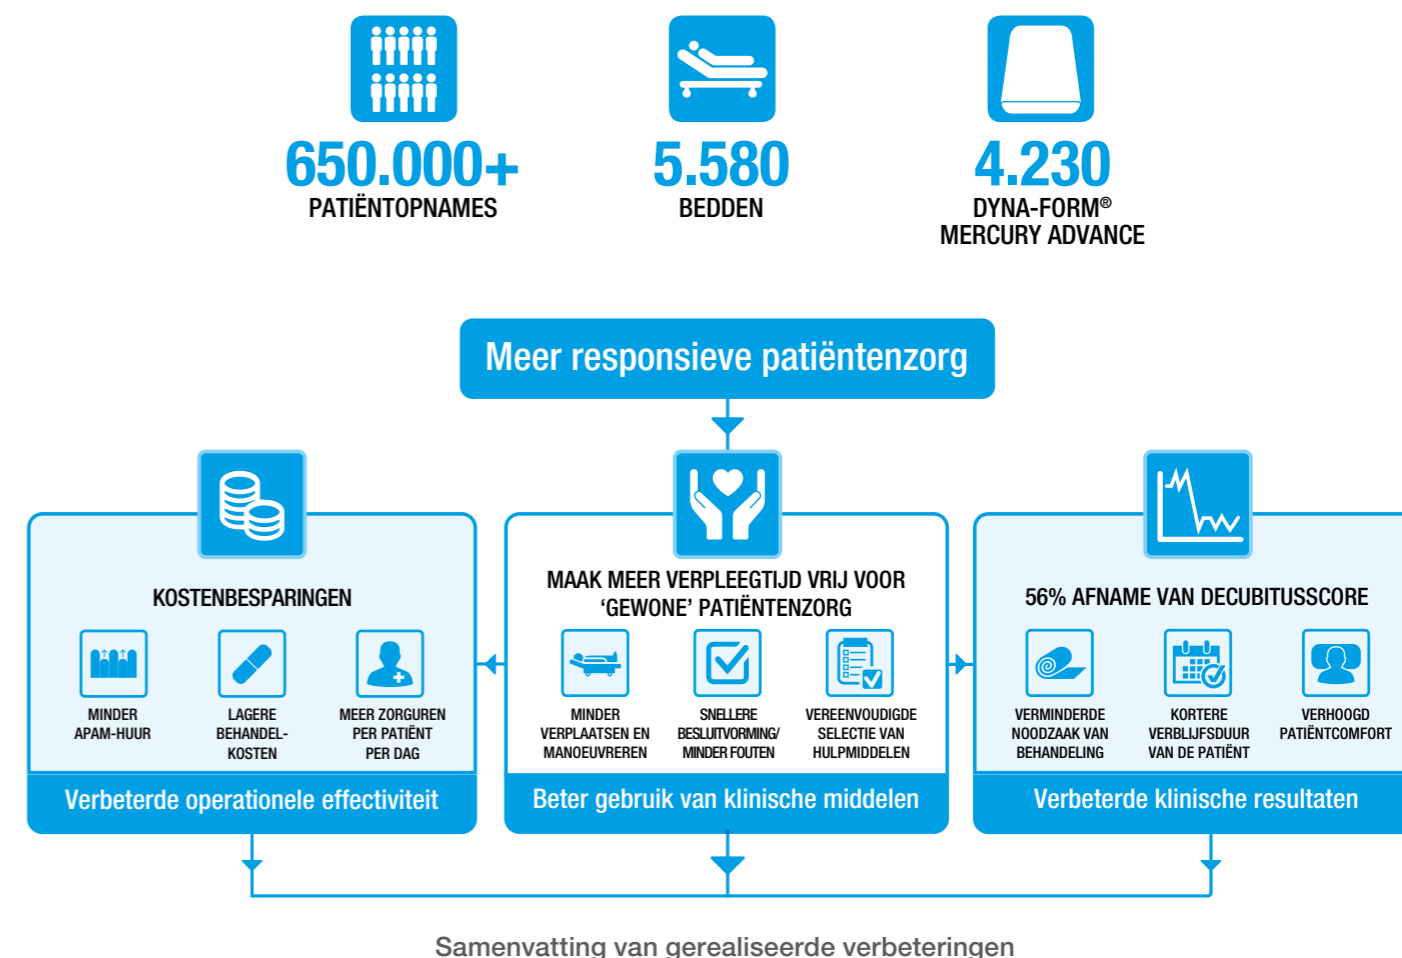 650.000+
PATIËNTOPNAMES
5.580
BEDDEN
4.230
DYNA-FORM®
MERCURY ADVANCE
Meer responsieve patiëntenzorg
KOSTENBESPARINGEN
MINDER
APAM-HUUR
LAGERE
BEHANDEL-
KOSTEN
MEER ZORGUREN
PER PATIËNT
PER DAG
Verbeterde operationele effectiviteit
MAAK MEER VERPLEEGTIJD VRIJ VOOR
‘GEWONE’ PATIËNTENZORG
MINDER
VERPLAATSEN EN
MANOEUVREREN
SNELLERE
BESLUITVORMING/
MINDER FOUTEN
VEREENVOUDIGDE
SELECTIE VAN
HULPMIDDELEN
Beter gebruik van klinische middelen
56% AFNAME VAN DECUBITUSSCORE
VERMINDERDE
NOODZAAK VAN
BEHANDELING
KORTERE
VERBLIJFSDUUR
VAN DE PATIËNT
VERHOOGD
PATIËNTCOMFORT
Verbeterde klinische resultaten
Samenvatting van gerealiseerde verbeteringen